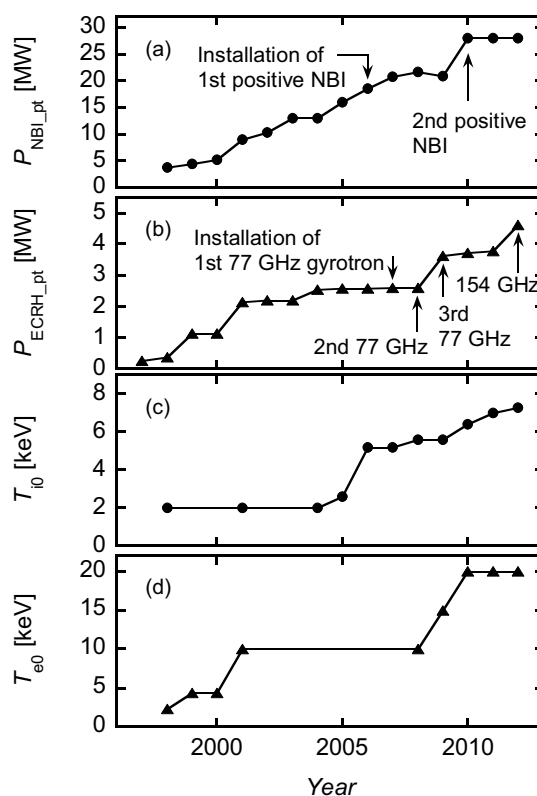 30
25
20
15
10
5
0
P_NBI_pt [MW]
(a)
Installation of
1st positive NBI
2nd positive
NBI
5
4
3
2
1
0
P_ECRH_pt [MW]
(b)
Installation of
1st 77 GHz gyrotron
2nd 77 GHz
3rd
77 GHz
154 GHz
8
6
4
2
0
T_i0 [keV]
(c)
20
15
10
5
0
T_e0 [keV]
(d)
2000 2005 2010
Year